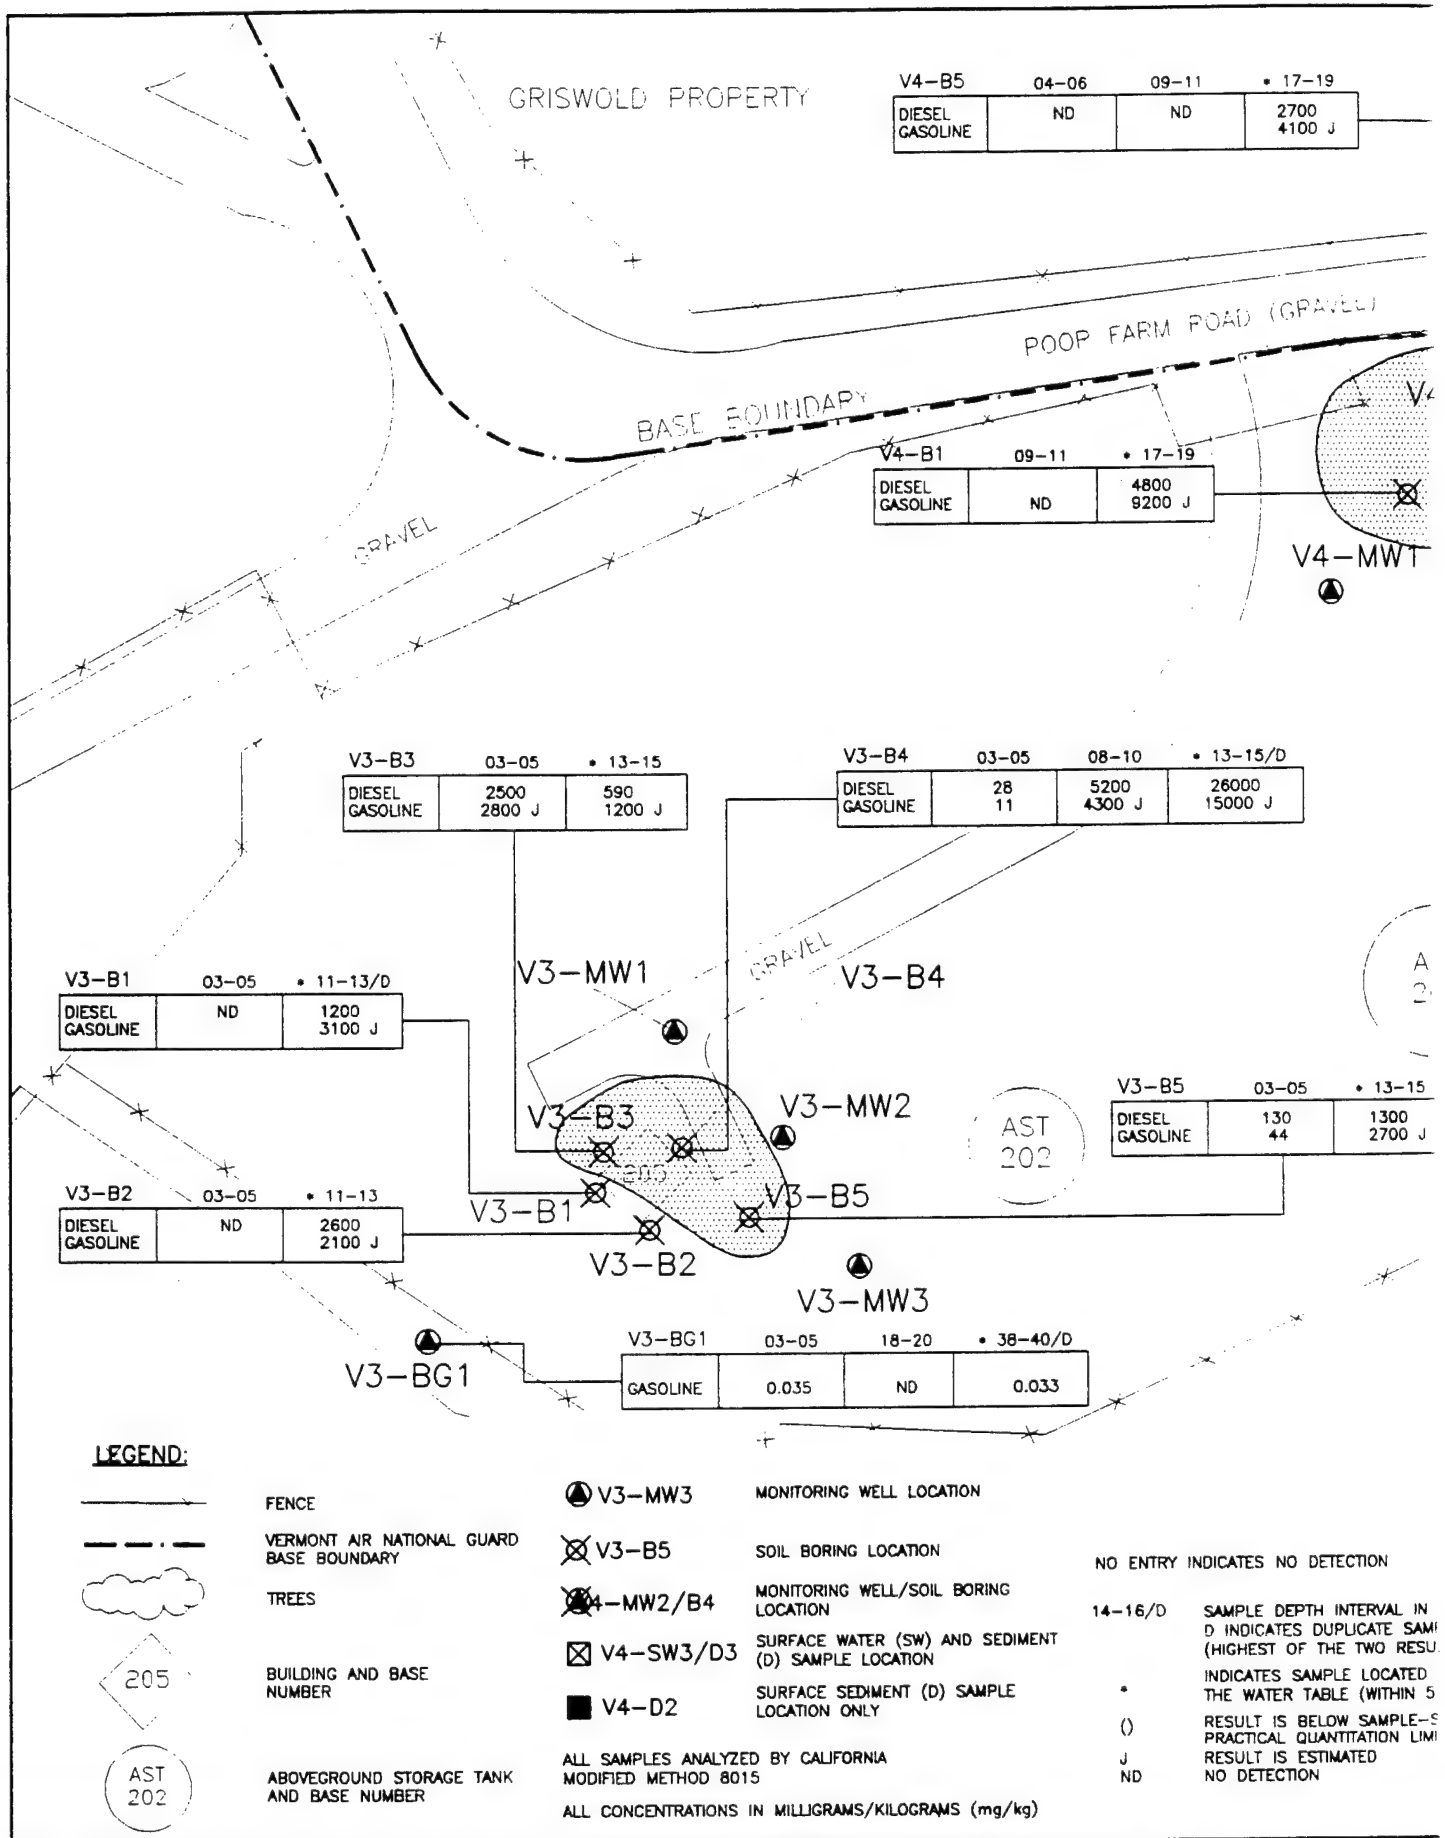 GRISWOLD PROPERTY
V4-B5 04-06 09-11 * 17-19
DIESEL ND ND 2700
GASOLINE 4100 J
POOP FARM ROAD (GRAVEL)
BASE BOUNDARY
V4-B1 09-11 * 17-19
DIESEL 4800
GASOLINE ND 9200 J
GRAVEL
V4-MW1
V3-B3 03-05 * 13-15
DIESEL 2500 590
GASOLINE 2800 J 1200 J
V3-B4 03-05 08-10 * 13-15/D
DIESEL 28 5200 26000
GASOLINE 11 4300 J 15000 J
GRAVEL
V3-MW1
V3-B4
V3-B1 03-05 * 11-13/D
DIESEL ND 1200
GASOLINE 3100 J
V3-B3
V3-MW2
AST
202
V3-B5 03-05 * 13-15
DIESEL 130 1300
GASOLINE 44 2700 J
205
V3-B2 03-05 * 11-13
DIESEL ND 2600
GASOLINE 2100 J
V3-B1
V3-B5
V3-B2
V3-MW3
V3-BG1
V3-BG1 03-05 18-20 * 38-40/D
GASOLINE 0.035 ND 0.033
LEGEND:
FENCE
VERMONT AIR NATIONAL GUARD
BASE BOUNDARY
TREES
205
BUILDING AND BASE
NUMBER
AST
202
ABOVEGROUND STORAGE TANK
AND BASE NUMBER
V3-MW3 MONITORING WELL LOCATION
V3-B5 SOIL BORING LOCATION
4-MW2/B4 MONITORING WELL/SOIL BORING
LOCATION
V4-SW3/D3 SURFACE WATER (SW) AND SEDIMENT
(D) SAMPLE LOCATION
V4-D2 SURFACE SEDIMENT (D) SAMPLE
LOCATION ONLY
ALL SAMPLES ANALYZED BY CALIFORNIA
MODIFIED METHOD 8015
ALL CONCENTRATIONS IN MILLIGRAMS/KILOGRAMS (mg/kg)
NO ENTRY INDICATES NO DETECTION
14-16/D SAMPLE DEPTH INTERVAL IN
D INDICATES DUPLICATE
(HIGHEST OF THE TWO
INDICATES SAMPLE LOCATED
* THE WATER TABLE (WITHIN 5
() RESULT IS BELOW
PRACTICAL QUANTITATION
J RESULT IS ESTIMATED
ND NO DETECTION